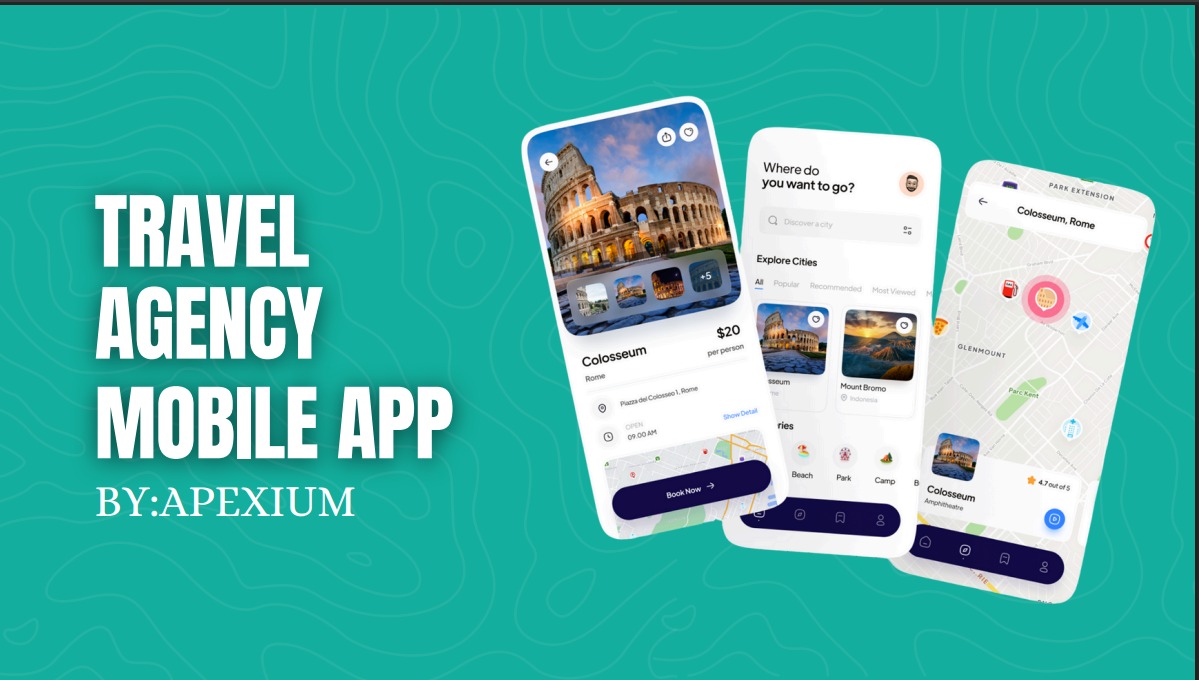 TRAVEL
AGENCY
MOBILE APP
BY:APEXIUM
+5
Colosseum
$20
Rome
per person
Piazza del Colosseo 1, Rome
OPEN
Show Detail
09.00 AM
Book Now
Where do
you want to go?
Discover a city
Explore Cities
All Popular Recommended Most Viewed M
sseum
Mount Bromo
me
Indonesia
ries
Beach Park Camp B
PARK EXTENSION
Colosseum, Rome
GLENMOUNT
Parc Kent
4.7 out of 5
Colosseum
Amphitheatre